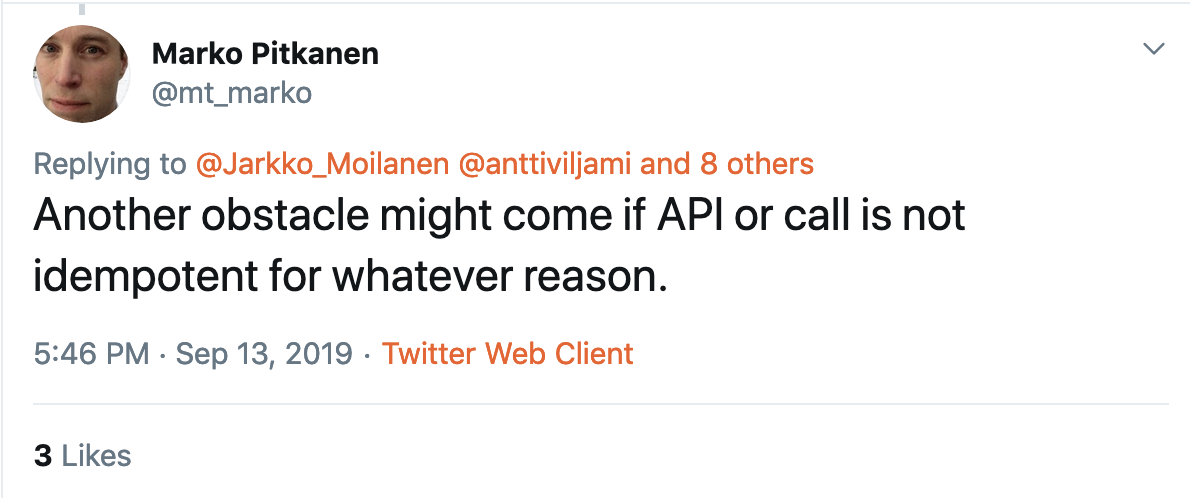 Marko Pitkanen
@mt_marko
Replying to @Jarkko_Moilanen @anttiviljami and 8 others
Another obstacle might come if API or call is not
idempotent for whatever reason.
5:46 PM · Sep 13, 2019 · Twitter Web Client
3 Likes